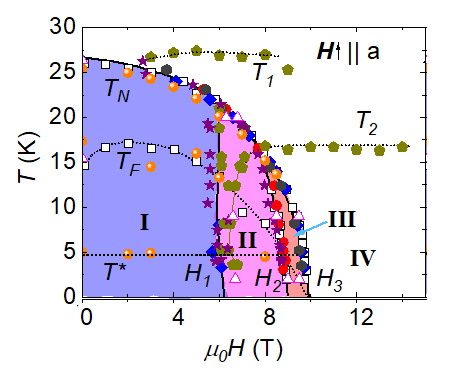 30
25
20
15
10
5
0
T (K)
0
4
8
12
μ0H (T)
H || a
T1
TN
T2
TF
I
II
III
IV
T*
H1
H2
H3